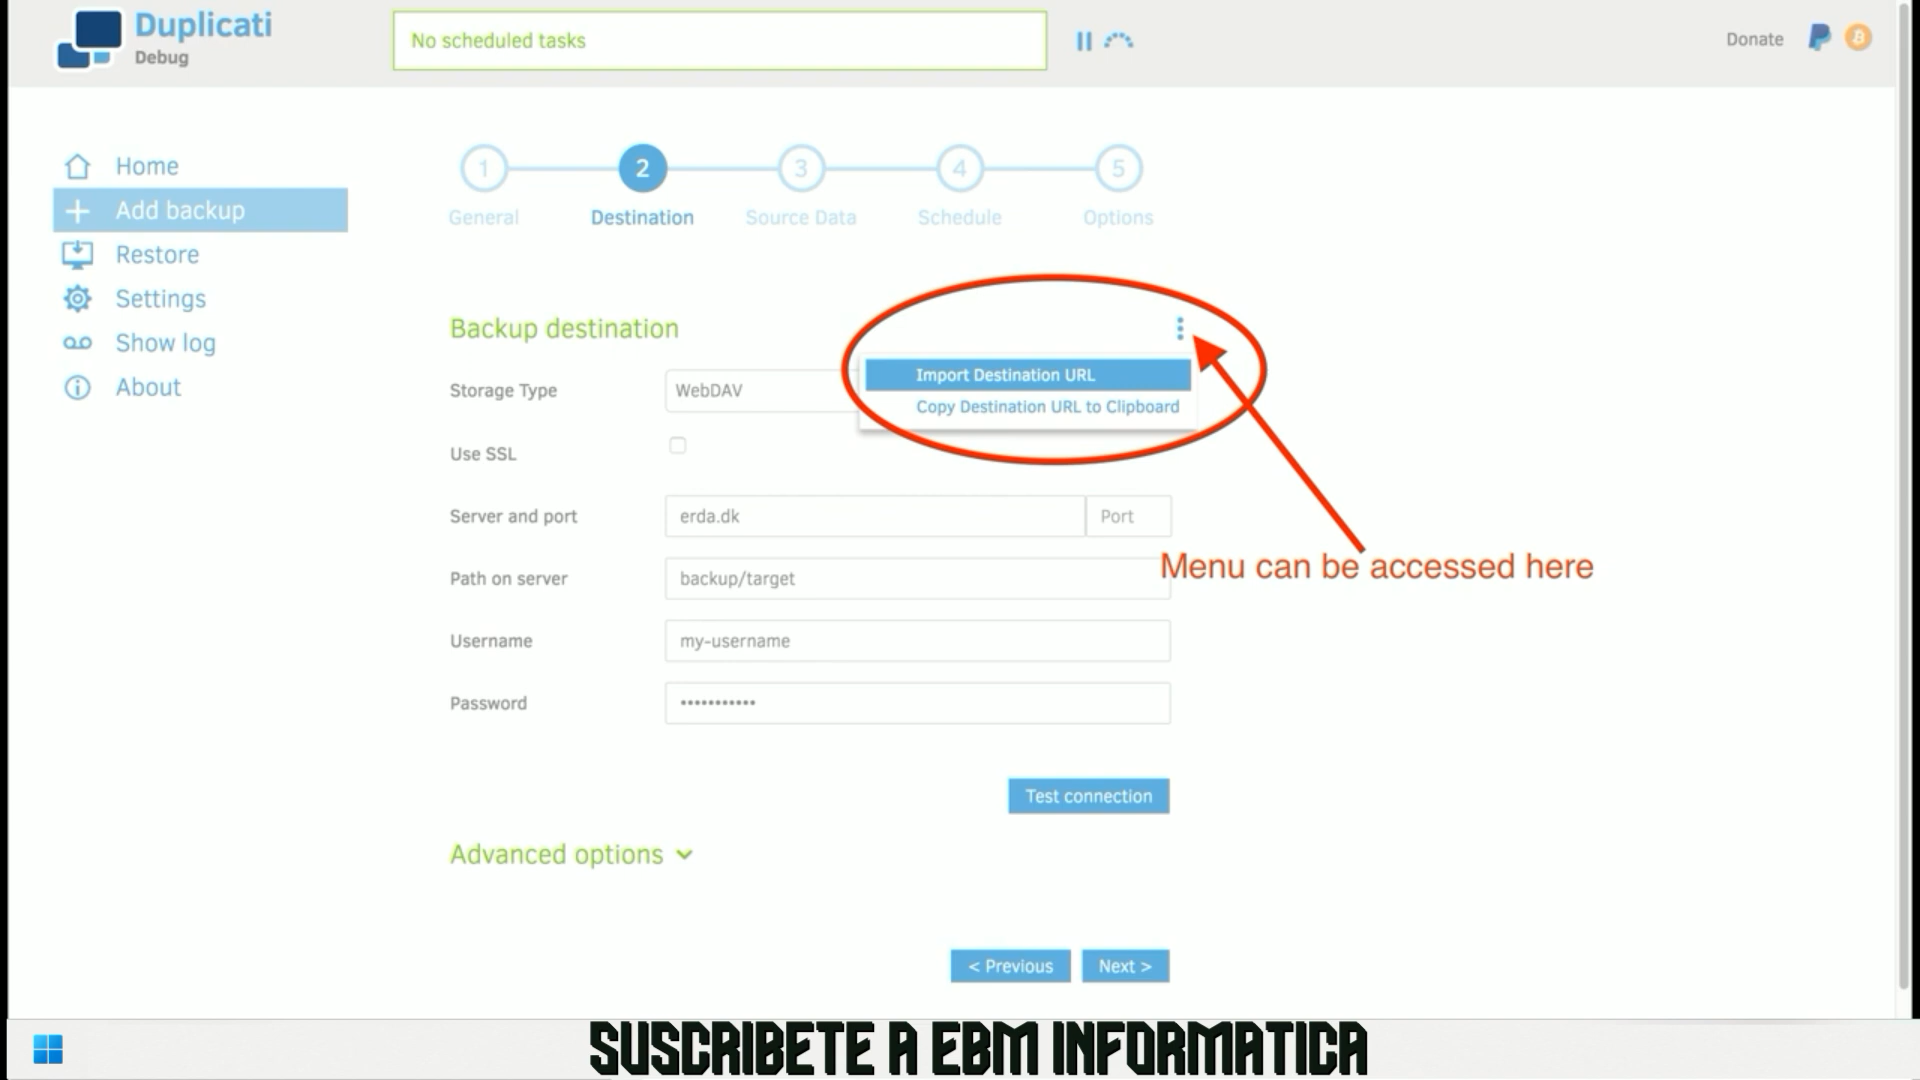 Duplicati
Debug
No scheduled tasks
Donate
Home
Add backup
Restore
Settings
Show log
About
1
2
3
4
5
General
Destination
Source Data
Schedule
Options
Backup destination
Import Destination URL
Copy Destination URL to Clipboard
Storage Type
WebDAV
Use SSL
Server and port
erda.dk
Port
Menu can be accessed here
Path on server
backup/target
Username
my-username
Password
•••••••••••
Test connection
Advanced options
< Previous
Next >
SUSCRIBETE A EBM INFORMATICA